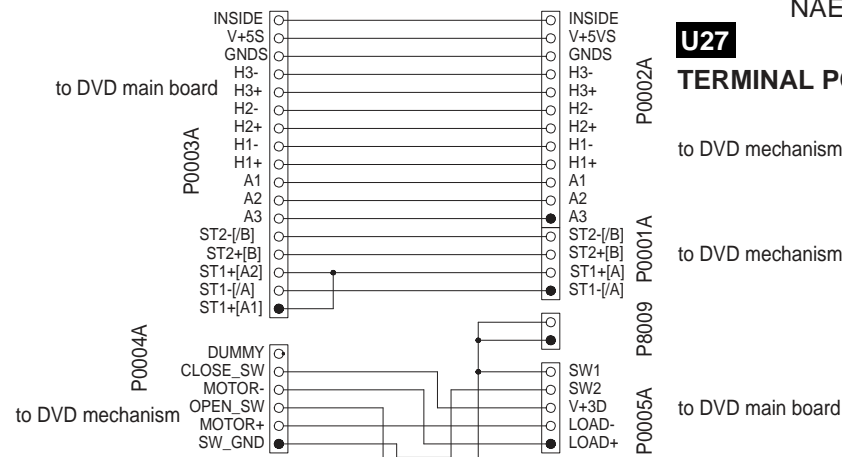 NAE
U27
TERMINAL P
to DVD main board
P0003A
INSIDE
V+5S
GNDS
H3-
H3+
H2-
H2+
H1-
H1+
A1
A2
A3
ST2-[/B]
ST2+[B]
ST1+[A2]
ST1-[/A]
ST1+[A1]
INSIDE
V+5VS
GNDS
H3-
H3+
H2-
H2+
H1-
H1+
A1
A2
A3
P0002A
to DVD mechanism
ST2-[/B]
ST2+[B]
ST1+[A]
ST1-[/A]
P0001A
to DVD mechanism
P8009
P0004A
to DVD mechanism
DUMMY
CLOSE_SW
MOTOR-
OPEN_SW
MOTOR+
SW_GND
SW1
SW2
V+3D
LOAD-
LOAD+
P0005A
to DVD main board